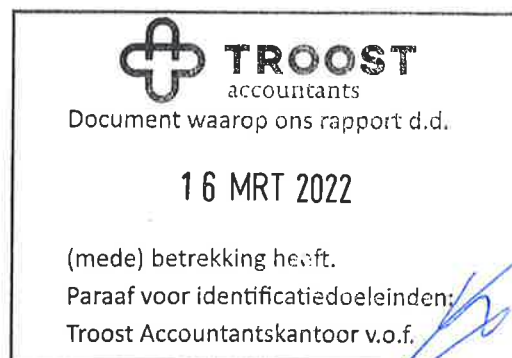 TROOST
accountants
Document waarop ons rapport d.d.
16 MRT 2022
(mede) betrekking heeft.
Paraaf voor identificatiedoeleinden:
Troost Accountantskantoor v.o.f.